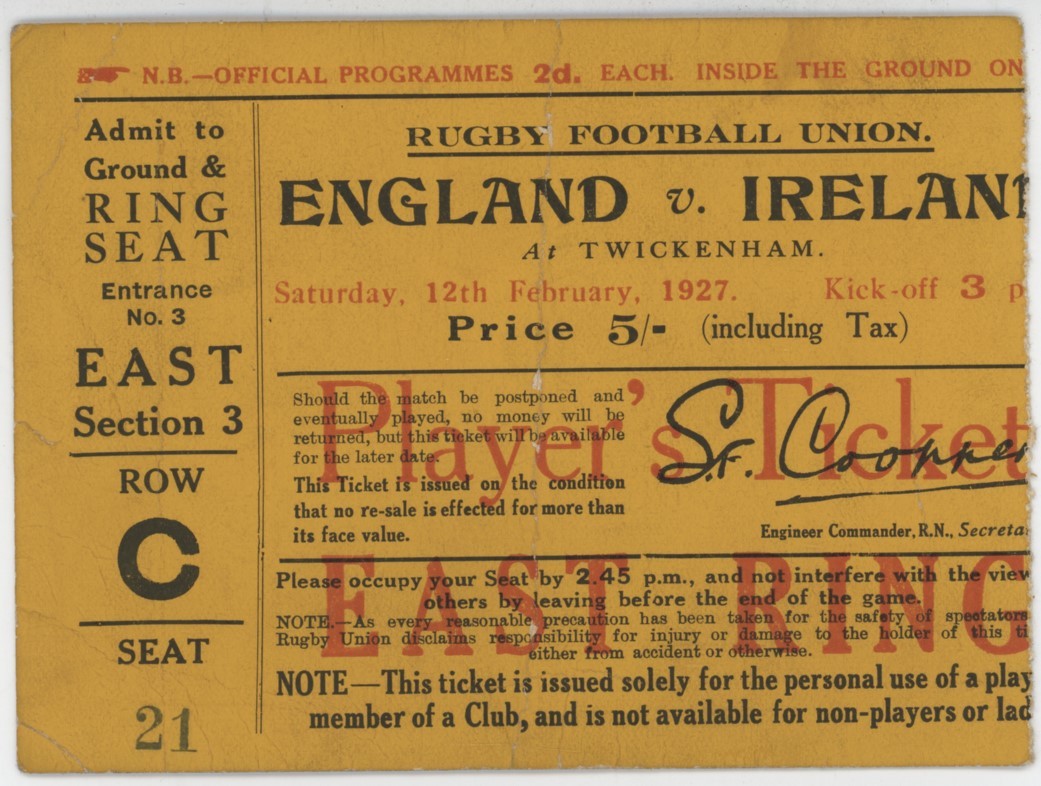 N.B.—OFFICIAL PROGRAMMES 2d. EACH. INSIDE THE GROUND ON
Admit to
Ground &
RING
SEAT
Entrance
No. 3
EAST
Section 3
ROW
C
SEAT
21
RUGBY FOOTBALL UNION.
ENGLAND v. IRELAND
At TWICKENHAM.
Saturday, 12th February, 1927. Kick-off 3 p
Price 5/- (including Tax)
Player's Ticket
Should the match be postponed and
eventually played, no money will be
returned, but this ticket will be available
for the later date.
This Ticket is issued on the condition
that no re-sale is effected for more than
its face value.
S.F. Cooper
Engineer Commander, R.N., Secreta
EAST RING
Please occupy your Seat by 2.45 p.m., and not interfere with the view
others by leaving before the end of the game.
NOTE.—As every reasonable precaution has been taken for the safety of spectators
Rugby Union disclaims responsibility for injury or damage to the holder of this ti
either from accident or otherwise.
NOTE—This ticket is issued solely for the personal use of a play
member of a Club, and is not available for non-players or lad